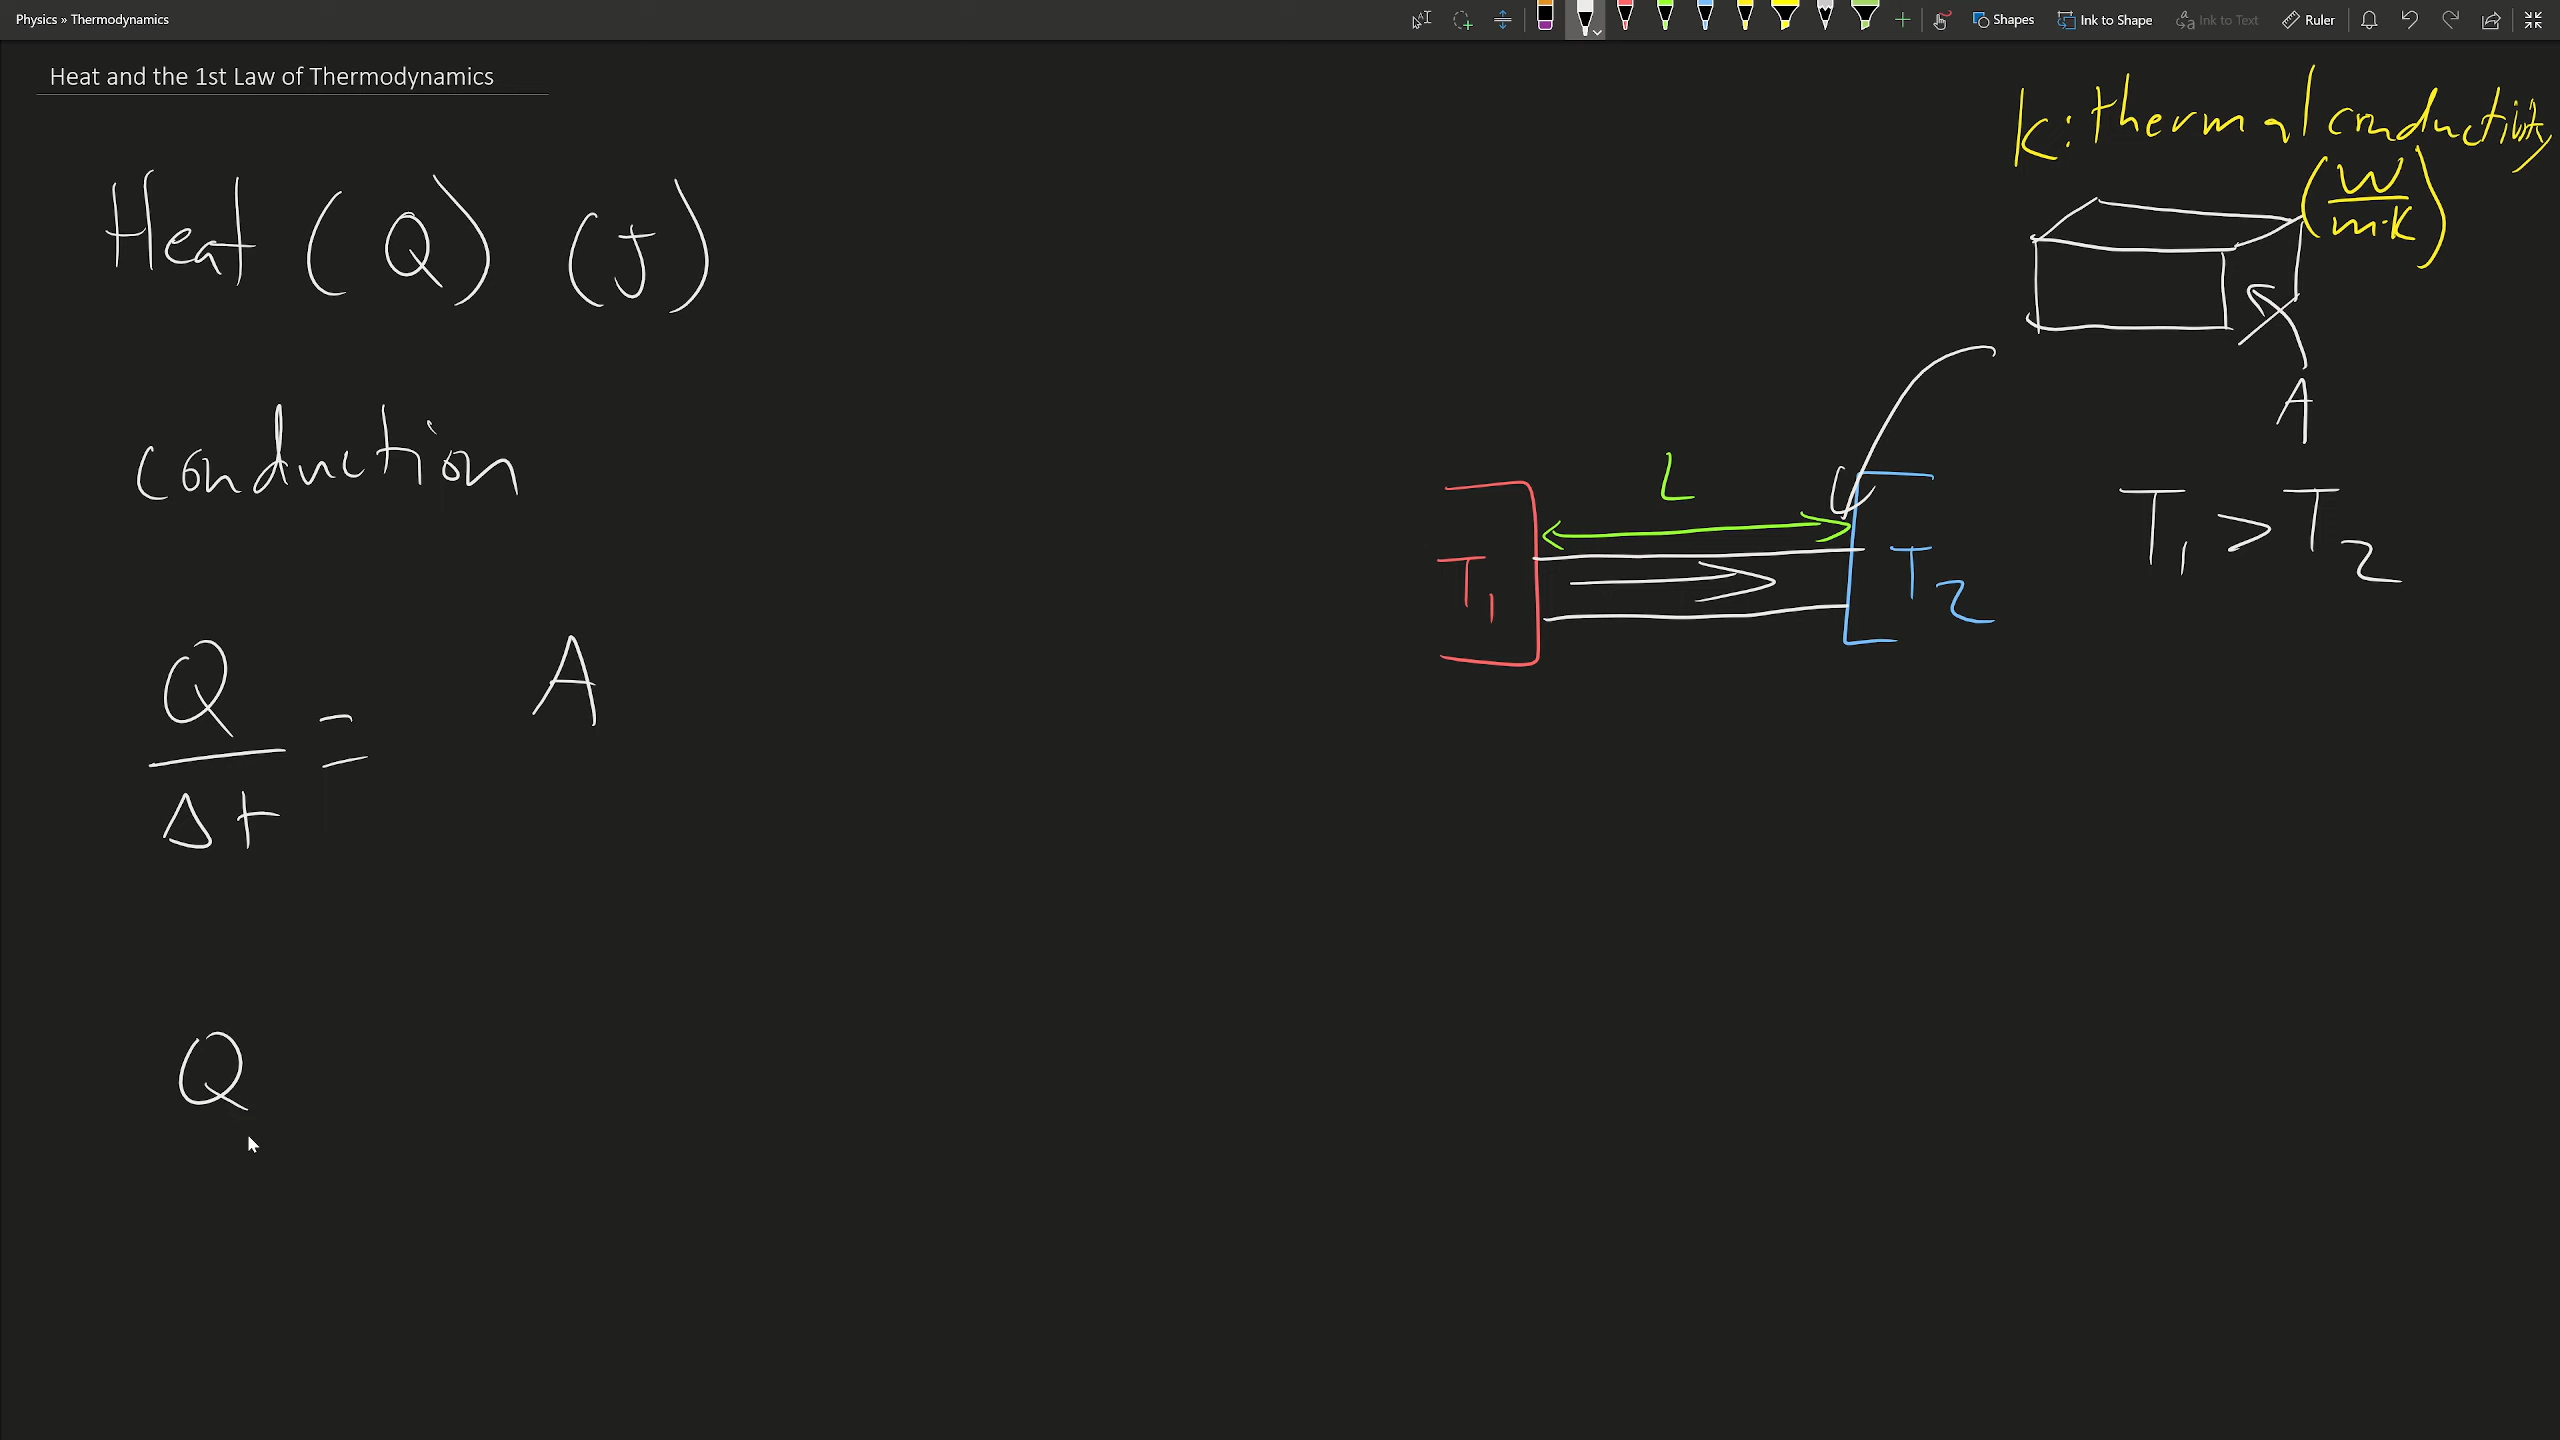 Physics » Thermodynamics
Shapes
Ink to Shape
Ink to Text
Ruler
Heat and the 1st Law of Thermodynamics
k: thermal conductivity
(W/m·K)
Heat (Q) (J)
A
conduction
L
T₁
T₂
T₁ > T₂
Q/Δt = A
Q